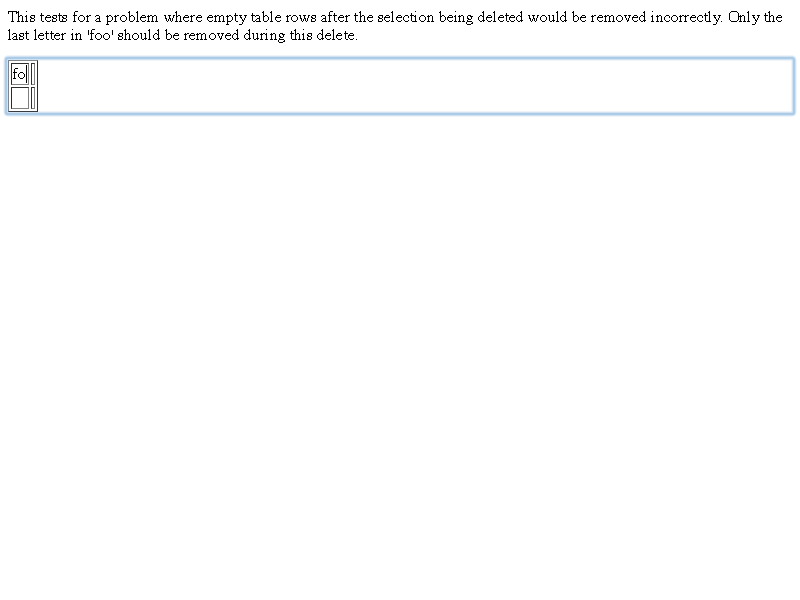 This tests for a problem where empty table rows after the selection being deleted would be removed incorrectly. Only the
last letter in 'foo' should be removed during this delete.
fo